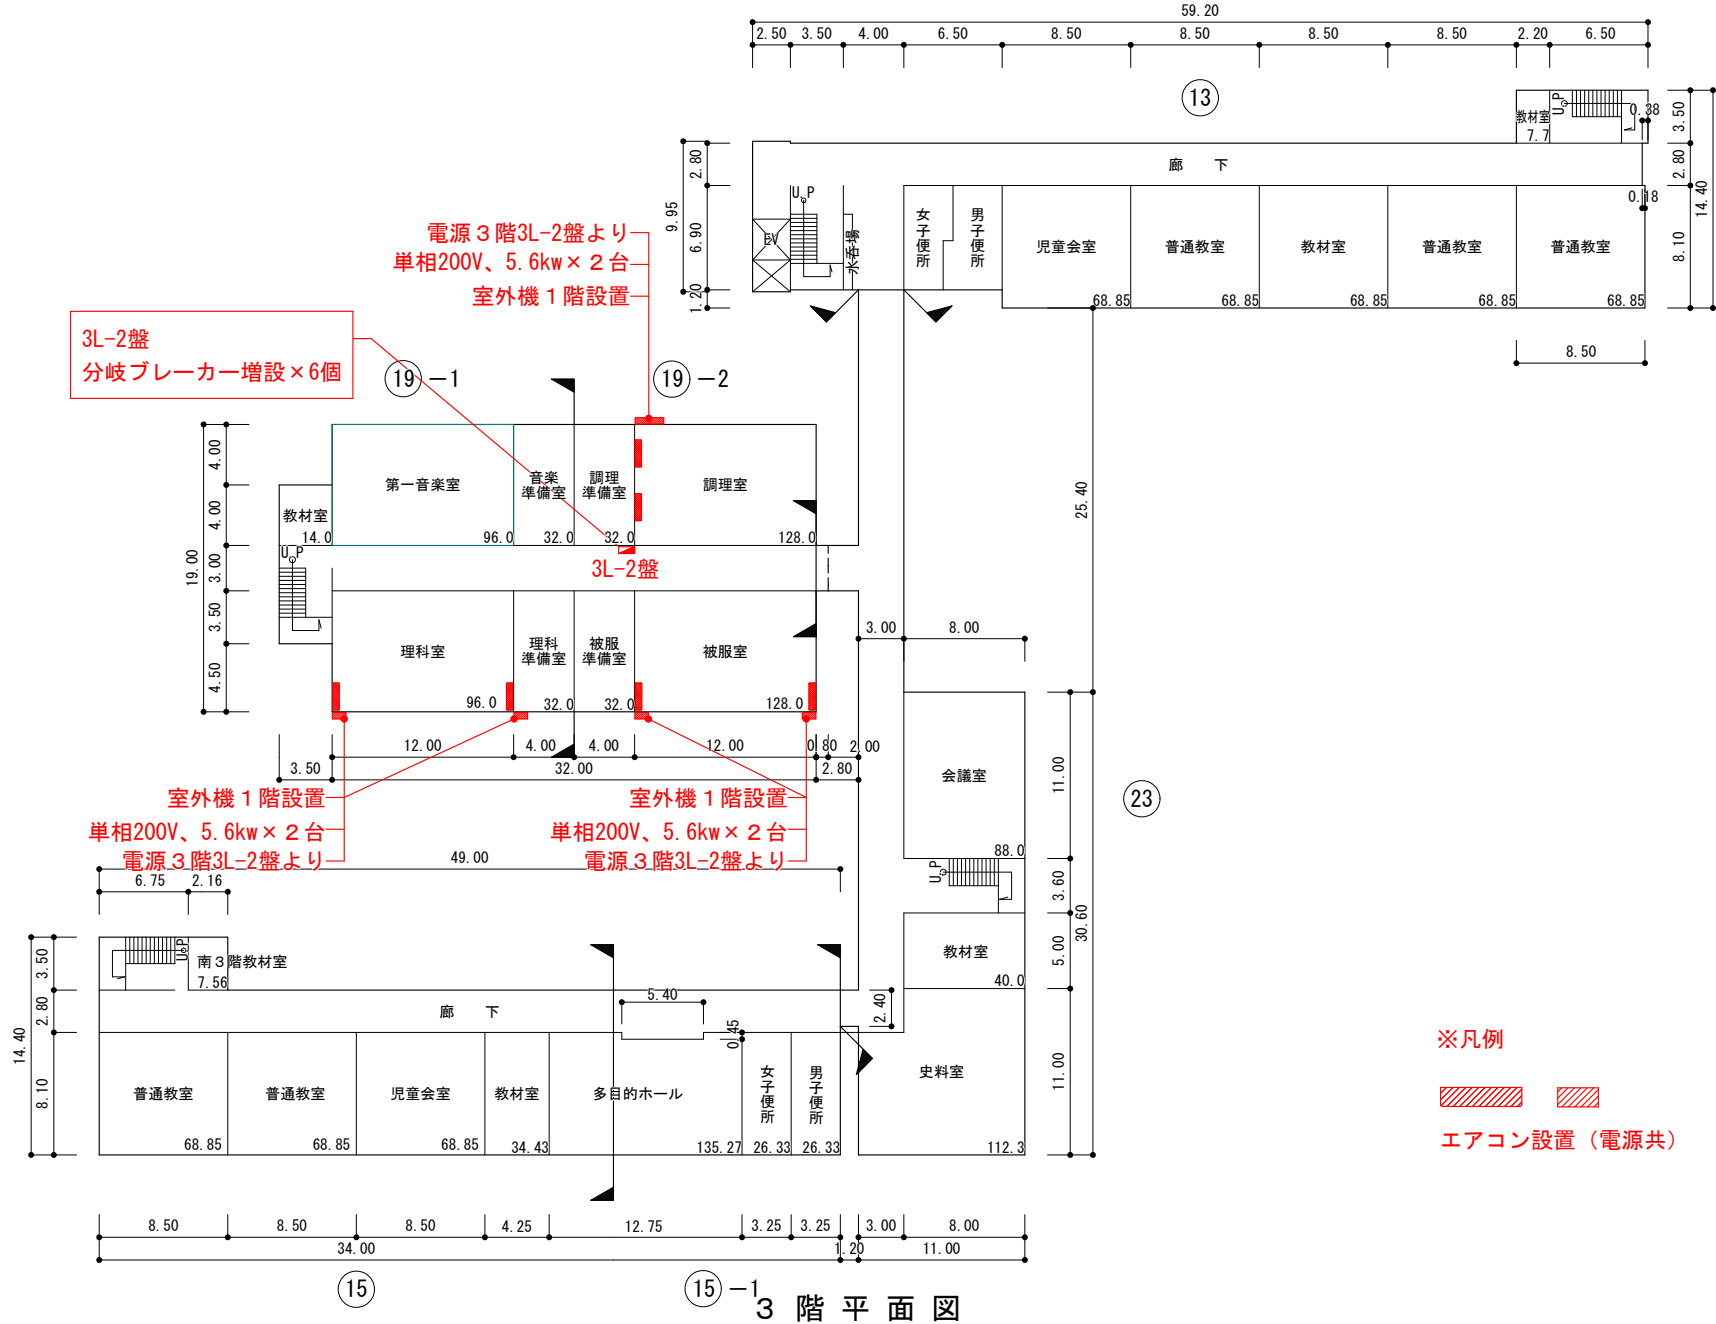 59.20
2.50 3.50 4.00 6.50 8.50 8.50 8.50 8.50 2.20 6.50
13
教材室
7.7
UP
0.38
3.50
2.80
14.40
8.10
0.18
廊 下
9.95
2.80
6.90
1.20
UP
EV
水呑場
女子便所
男子便所
児童会室
68.85
普通教室
68.85
教材室
68.85
普通教室
68.85
普通教室
68.85
8.50
電源3階3L-2盤より
単相200V、5.6kw×2台
室外機1階設置
3L-2盤
分岐ブレーカー増設×6個
19-1
19-2
4.00
4.00
3.00
3.50
4.50
19.00
第一音楽室
96.0
音楽
準備室
32.0
調理
準備室
32.0
調理室
128.0
教材室
14.0
UP
3L-2盤
理科室
96.0
理科
準備室
32.0
被服
準備室
32.0
被服室
128.0
12.00 4.00 4.00 12.00 0.80 2.00
3.50 32.00 2.80
室外機1階設置
単相200V、5.6kw×2台
電源3階3L-2盤より
室外機1階設置
単相200V、5.6kw×2台
電源3階3L-2盤より
25.40
3.00 8.00
会議室
88.0
11.00
3.60
5.00
11.00
30.60
23
UP
教材室
40.0
史料室
112.3
49.00
6.75 2.16
3.50
2.80
8.10
14.40
UP
南3階教材室
7.56
廊 下
5.40
0.45
2.40
普通教室
68.85
普通教室
68.85
児童会室
68.85
教材室
34.43
多目的ホール
135.27
女子便所
26.33
男子便所
26.33
8.50 8.50 8.50 4.25 12.75 3.25 3.25 3.00 8.00
34.00 1.20 11.00
15
15-1
3階平面図
※凡例
エアコン設置（電源共）